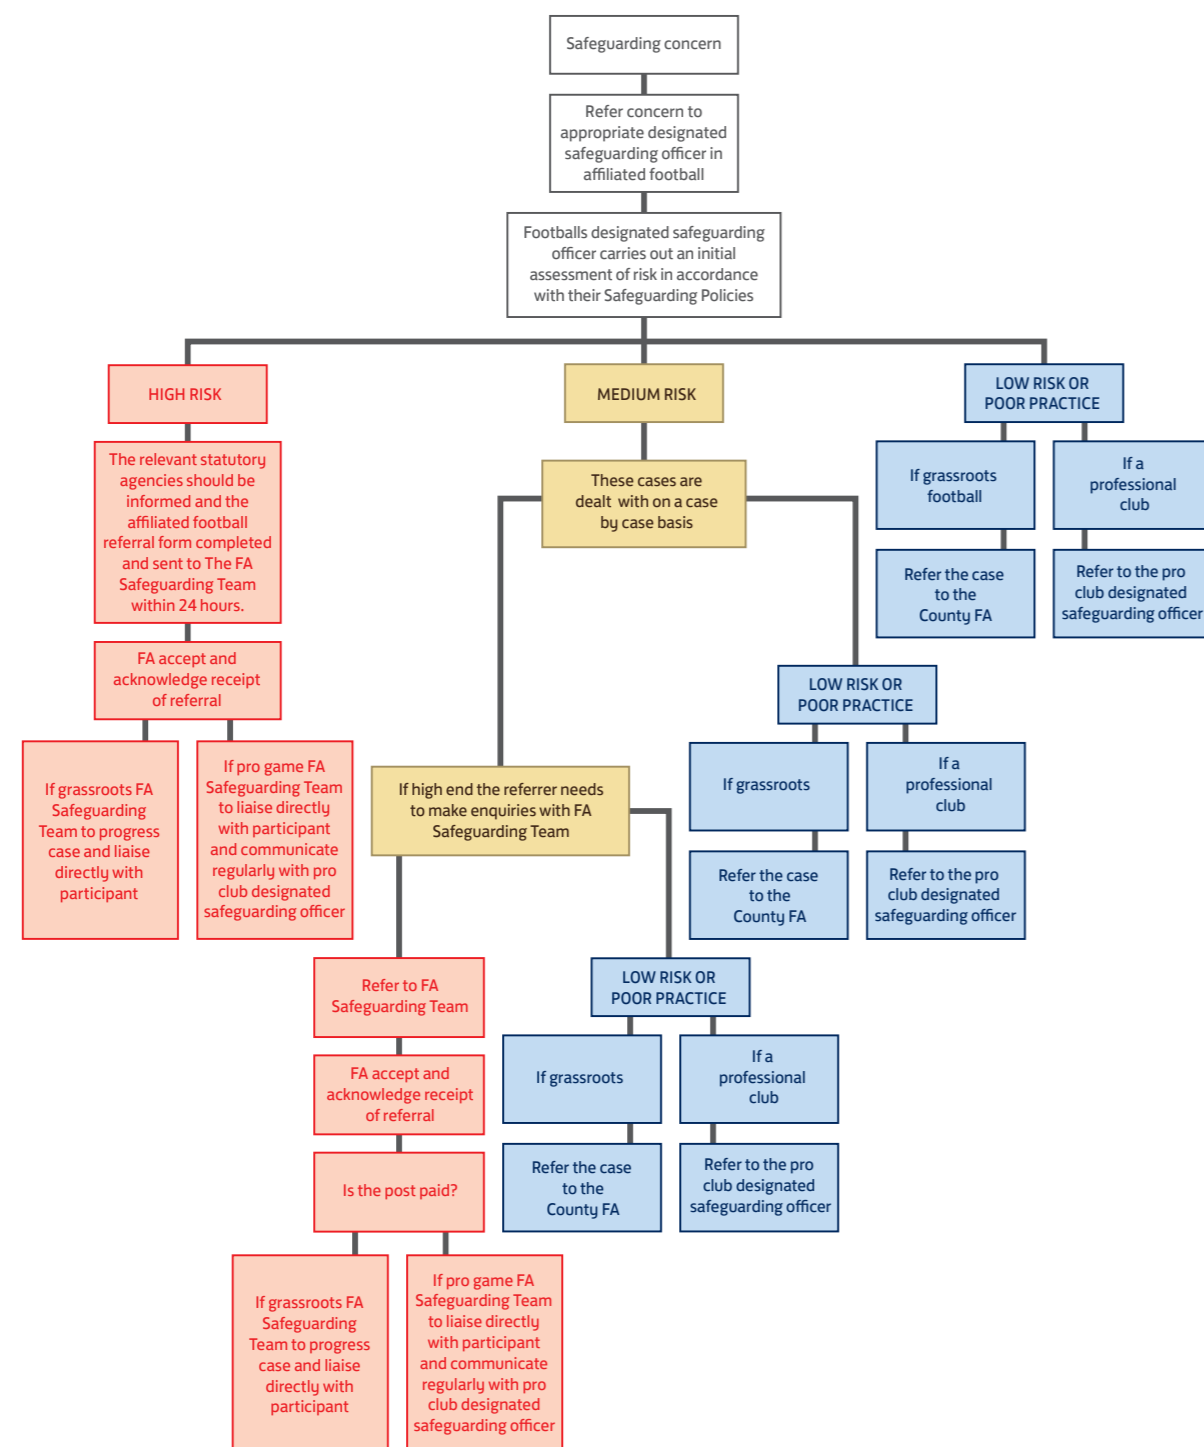 Safeguarding concern
Refer concern to
appropriate designated
safeguarding officer in
affiliated football
Footballs designated safeguarding
officer carries out an initial
assessment of risk in accordance
with their Safeguarding Policies
HIGH RISK
The relevant statutory
agencies should be
informed and the
affiliated football
referral form completed
and sent to The FA
Safeguarding Team
within 24 hours.
FA accept and
acknowledge receipt
of referral
If grassroots FA
Safeguarding
Team to progress
case and liaise
directly with
participant
If pro game FA
Safeguarding Team
to liaise directly
with participant
and communicate
regularly with pro
club designated
safeguarding officer
MEDIUM RISK
These cases are
dealt with on a case
by case basis
If high end the referrer needs
to make enquiries with FA
Safeguarding Team
Refer to FA
Safeguarding Team
FA accept and
acknowledge receipt
of referral
Is the post paid?
If grassroots FA
Safeguarding
Team to progress
case and liaise
directly with
participant
If pro game FA
Safeguarding Team
to liaise directly
with participant
and communicate
regularly with pro
club designated
safeguarding officer
LOW RISK OR
POOR PRACTICE
If grassroots
Refer the case
to the
County FA
If a
professional
club
Refer to the pro
club designated
safeguarding officer
LOW RISK OR
POOR PRACTICE
If grassroots
Refer the case
to the
County FA
If a
professional
club
Refer to the pro
club designated
safeguarding officer
LOW RISK OR
POOR PRACTICE
If grassroots
football
Refer the case
to the
County FA
If a
professional
club
Refer to the pro
club designated
safeguarding officer